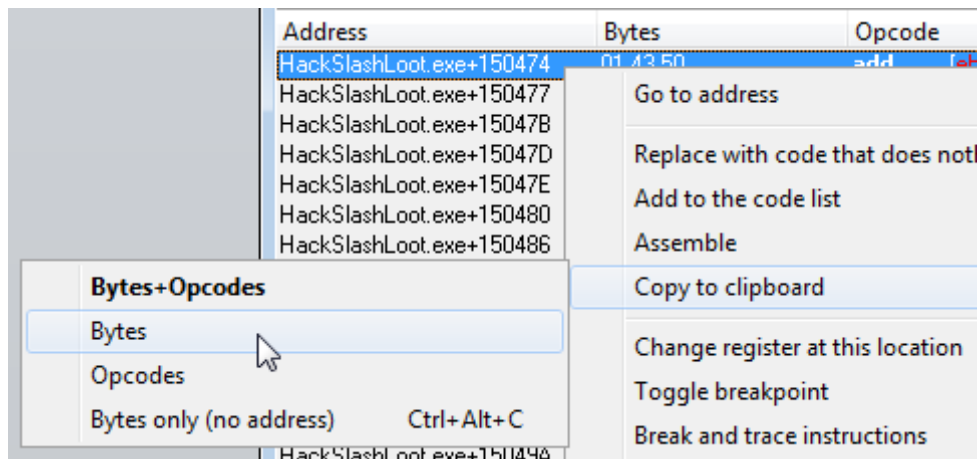 Address Bytes Opcode
HackSlashLoot.exe+150474 01 43 50 add
HackSlashLoot.exe+150477
HackSlashLoot.exe+15047B
HackSlashLoot.exe+15047D
HackSlashLoot.exe+15047E
HackSlashLoot.exe+150480
HackSlashLoot.exe+150486
Go to address
Replace with code that does
Add to the code list
Assemble
Copy to clipboard
Change register at this location
Toggle breakpoint
Break and trace instructions
Bytes+Opcodes
Bytes
Opcodes
Bytes only (no address) Ctrl+Alt+C
HackSlashLoot.exe+15049A